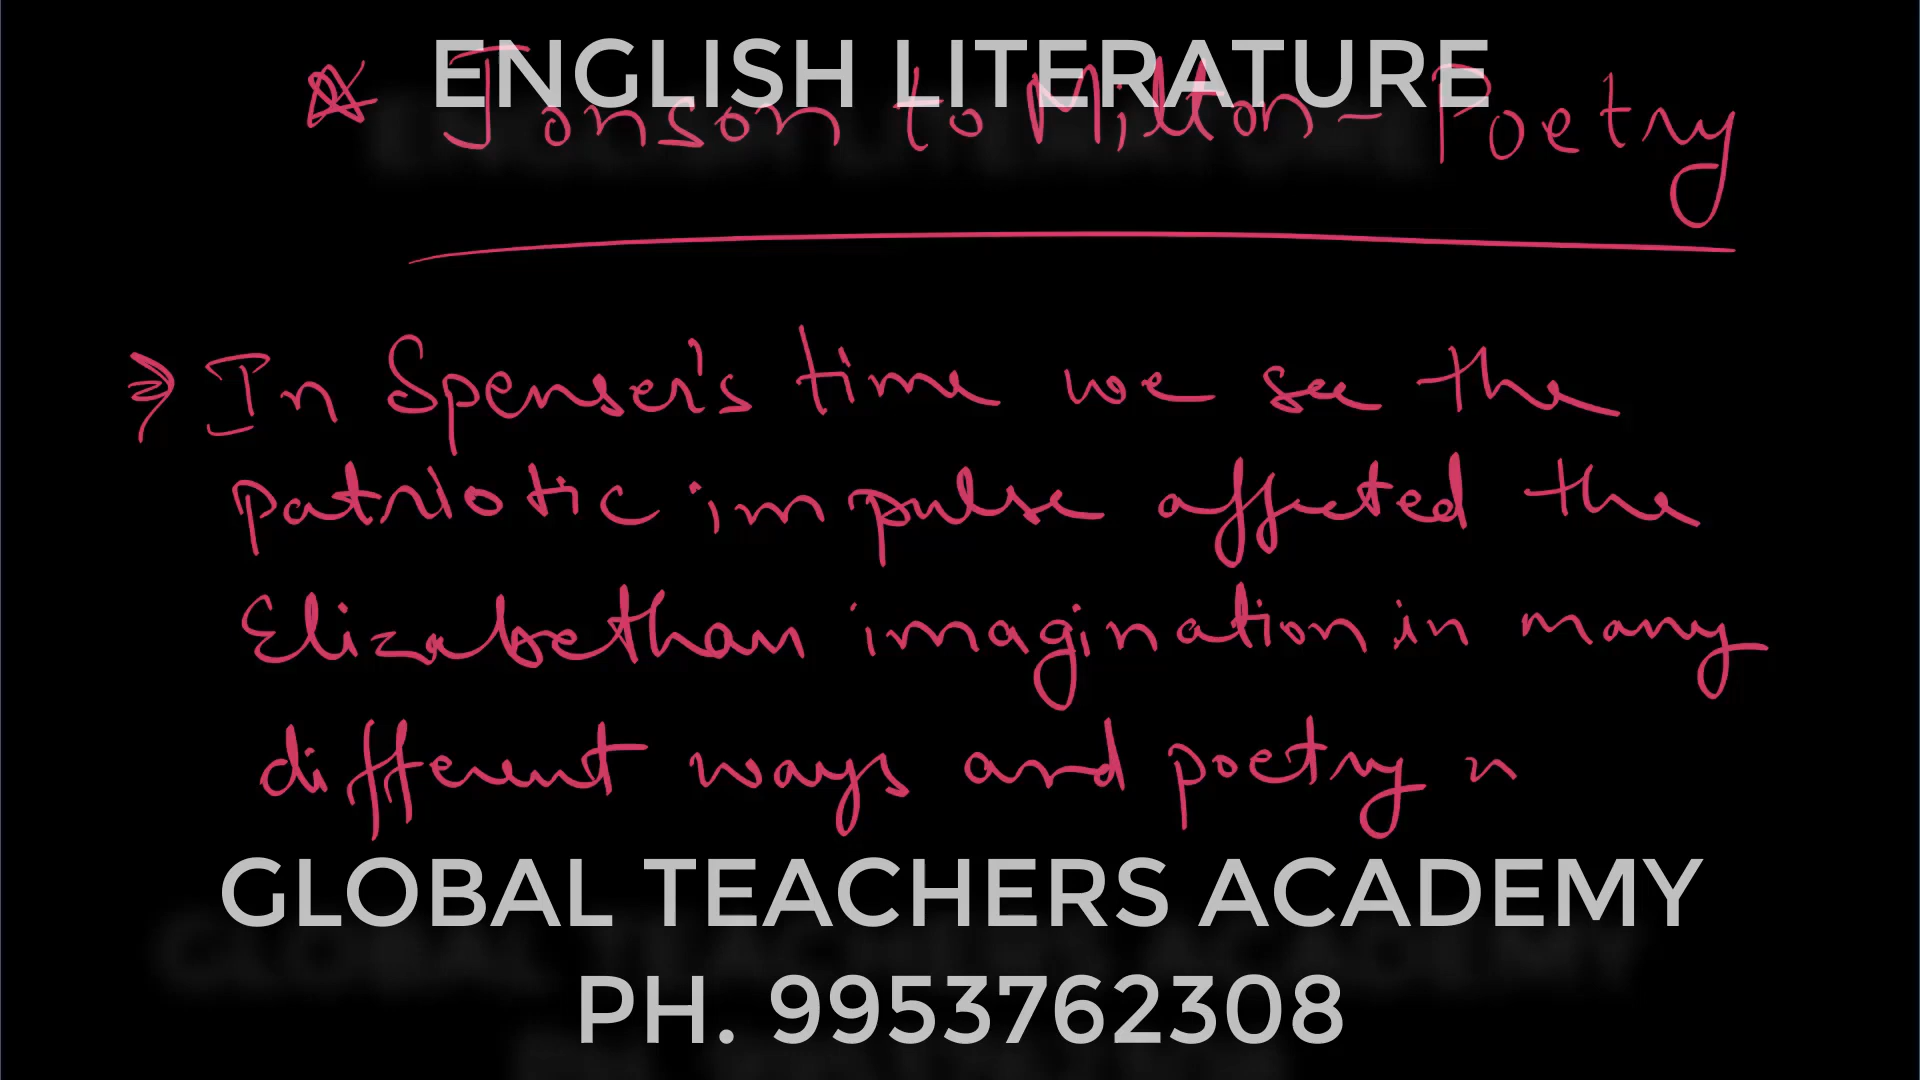 ENGLISH LITERATURE
Jonson to Milton - Poetry
In Spenser's time we see the
patriotic impulse affected the
Elizabethan imagination in many
different ways and poetry
GLOBAL TEACHERS ACADEMY
PH. 9953762308